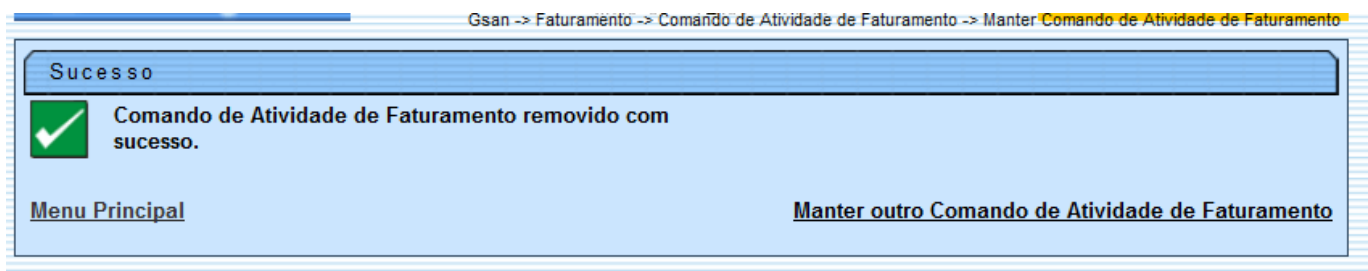 Gsan -> Faturamento -> Comando de Atividade de Faturamento -> Manter Comando de Atividade de Faturamento
Sucesso
Comando de Atividade de Faturamento removido com
sucesso.
Menu Principal
Manter outro Comando de Atividade de Faturamento